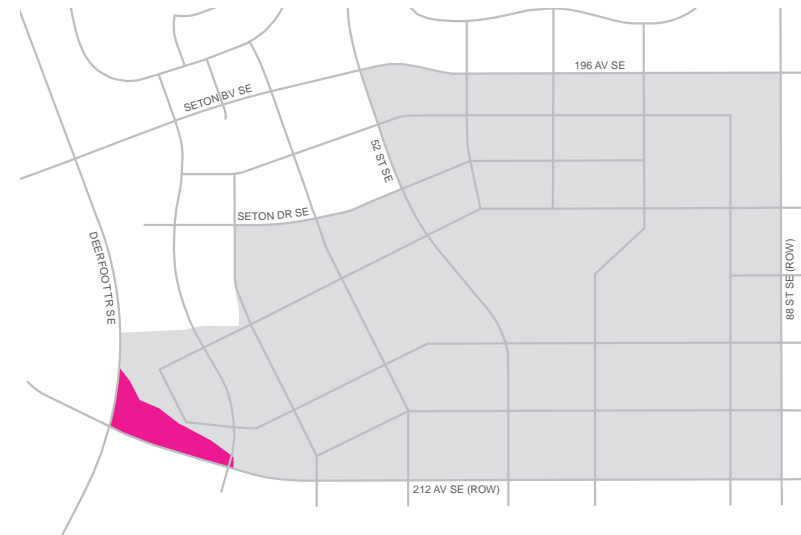 196 AV SE
SETON BV SE
52 ST SE
SETON DR SE
DEERFOOT TR SE
88 ST SE (ROW)
212 AV SE (ROW)